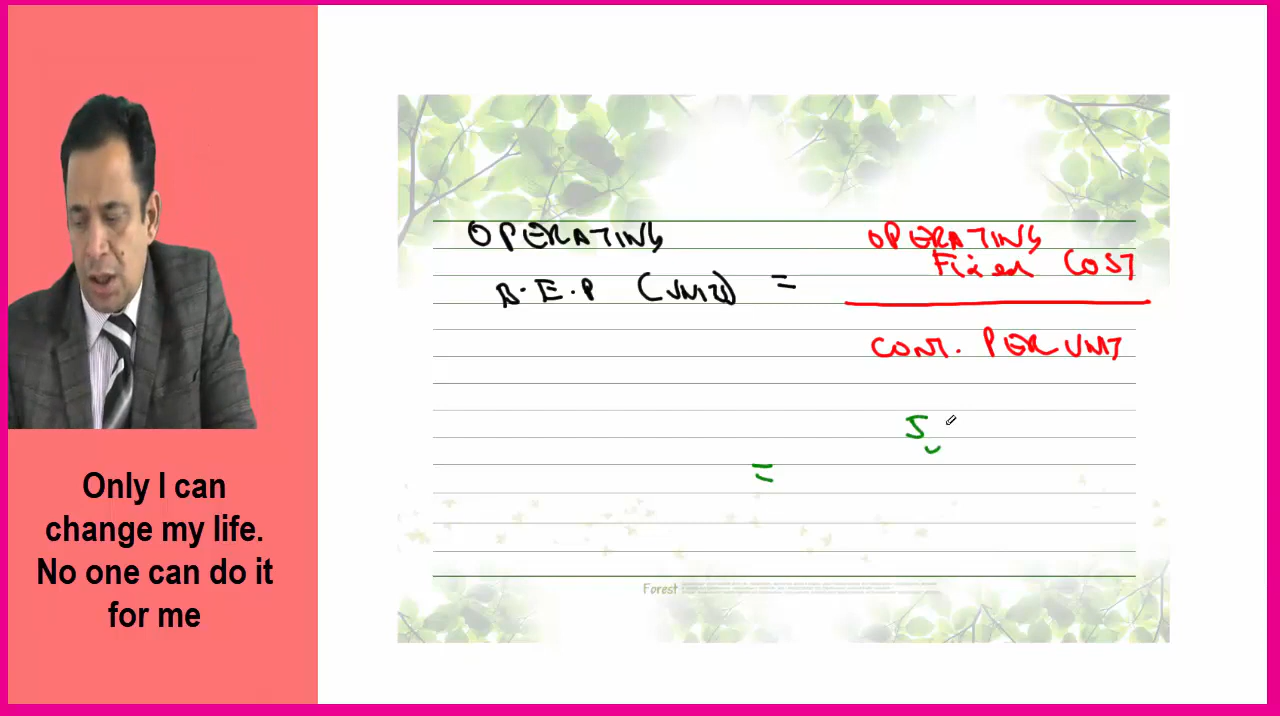 Only I can
change my life.
No one can do it
for me
OPERATING
B.E.P (UNITS) =
OPERATING
Fixed COST
CONT. PER UNIT
= 5
Forest